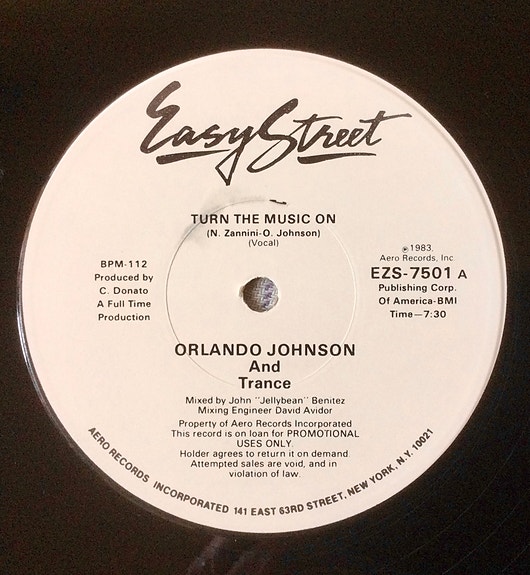 Easy Street
TURN THE MUSIC ON
(N. Zannini-O. Johnson)
(Vocal)
BPM-112
Produced by
C. Donato
A Full Time
Production
℗1983,
Aero Records, Inc.
EZS-7501 A
Publishing Corp.
Of America-BMI
Time—7:30
ORLANDO JOHNSON
And
Trance
Mixed by John "Jellybean" Benitez
Mixing Engineer David Avidor
Property of Aero Records Incorporated
This record is on loan for PROMOTIONAL
USES ONLY.
Holder agrees to return it on demand.
Attempted sales are void, and in
violation of law.
AERO RECORDS INCORPORATED 141 EAST 63RD STREET, NEW YORK, N.Y. 10021